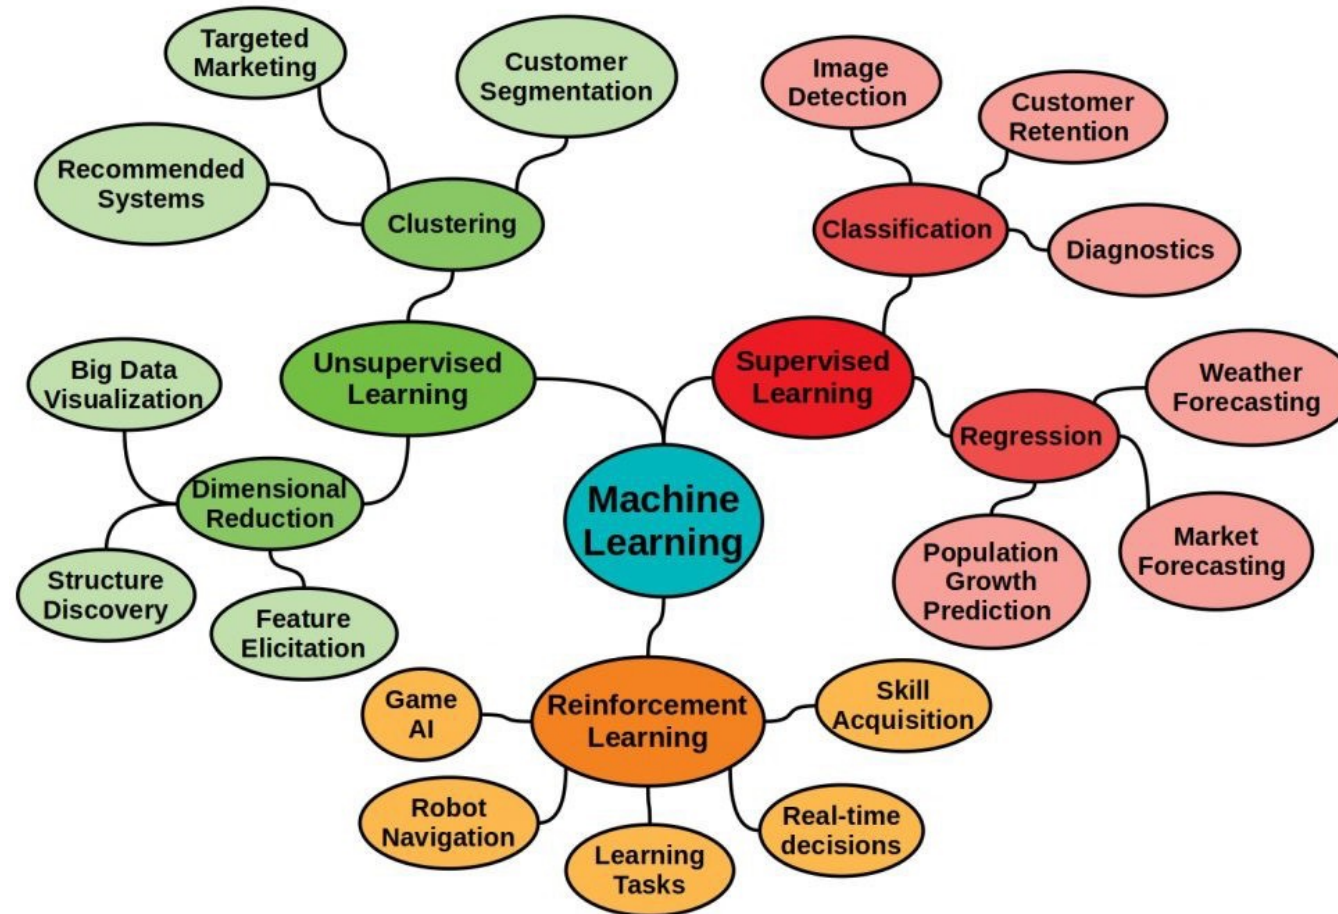 Targeted
Marketing
Customer
Segmentation
Recommended
Systems
Clustering
Unsupervised
Learning
Big Data
Visualization
Dimensional
Reduction
Structure
Discovery
Feature
Elicitation
Image
Detection
Customer
Retention
Classification
Diagnostics
Supervised
Learning
Weather
Forecasting
Regression
Market
Forecasting
Population
Growth
Prediction
Machine
Learning
Reinforcement
Learning
Game
AI
Skill
Acquisition
Robot
Navigation
Learning
Tasks
Real-time
decisions